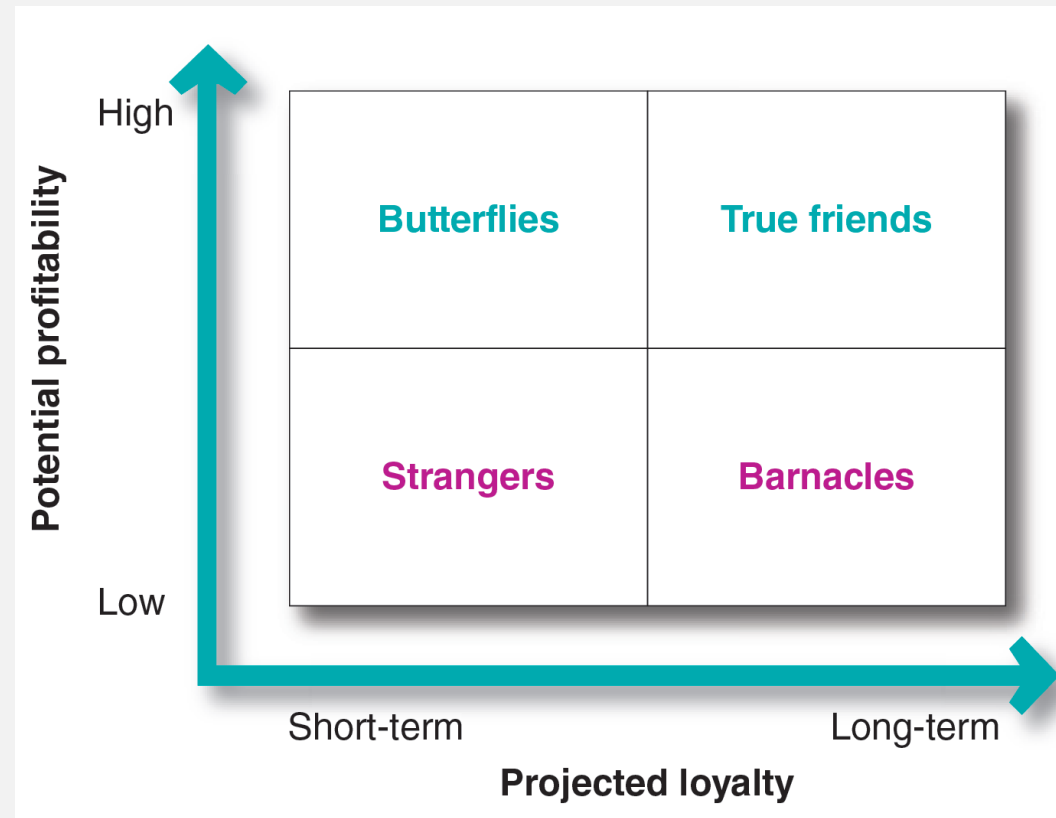 High
Potential profitability
Butterflies
True friends
Strangers
Barnacles
Low
Short-term
Long-term
Projected loyalty